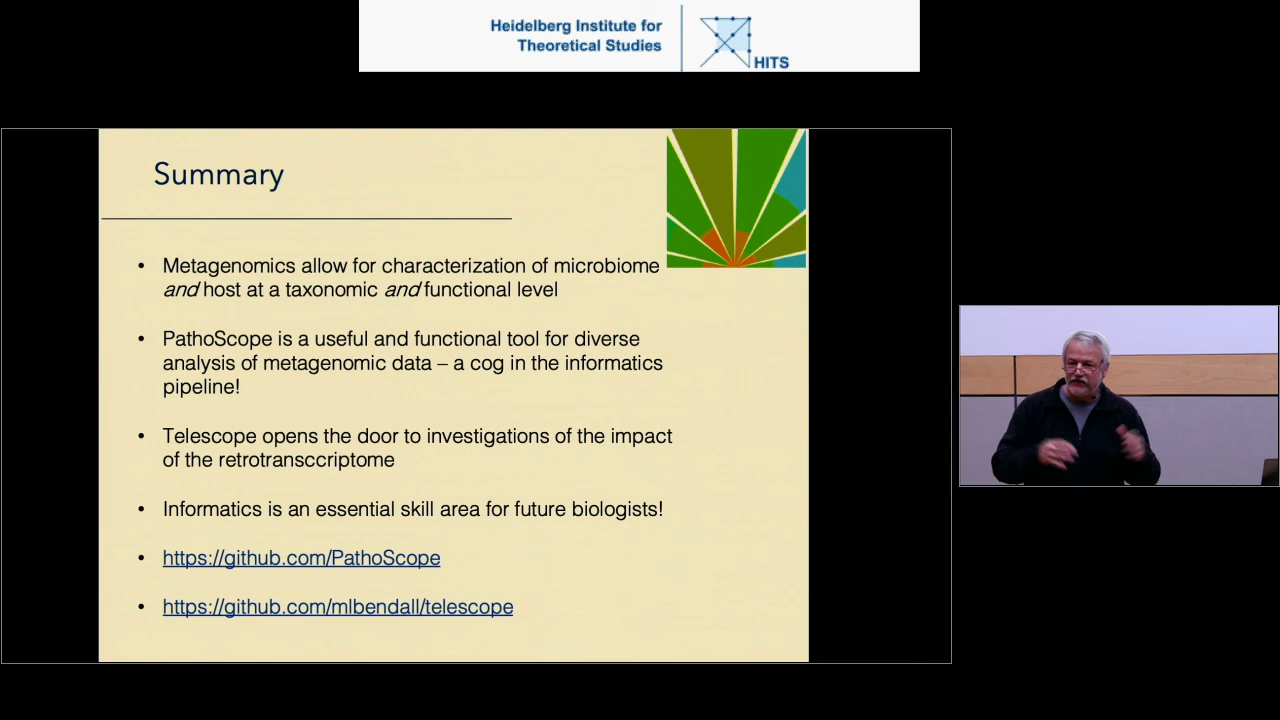 Heidelberg Institute for
Theoretical Studies
HITS
Summary
• Metagenomics allow for characterization of microbiome
and host at a taxonomic and functional level
• PathoScope is a useful and functional tool for diverse
analysis of metagenomic data – a cog in the informatics
pipeline!
• Telescope opens the door to investigations of the impact
of the retrotransccriptome
• Informatics is an essential skill area for future biologists!
• https://github.com/PathoScope
• https://github.com/mlbendall/telescope